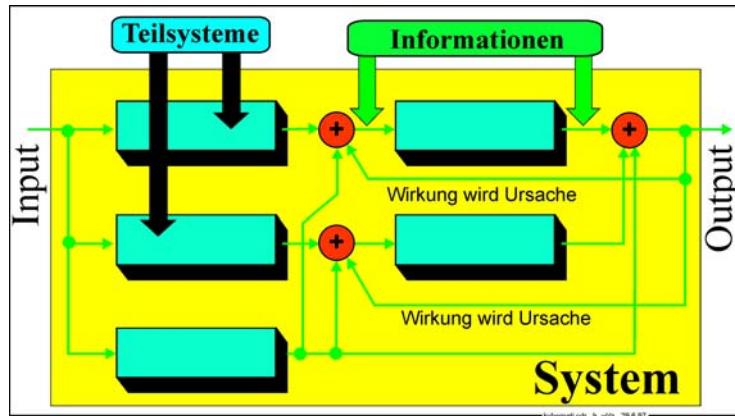 Teilsysteme
Informationen
Input
+
+
Wirkung wird Ursache
+
Wirkung wird Ursache
Output
System